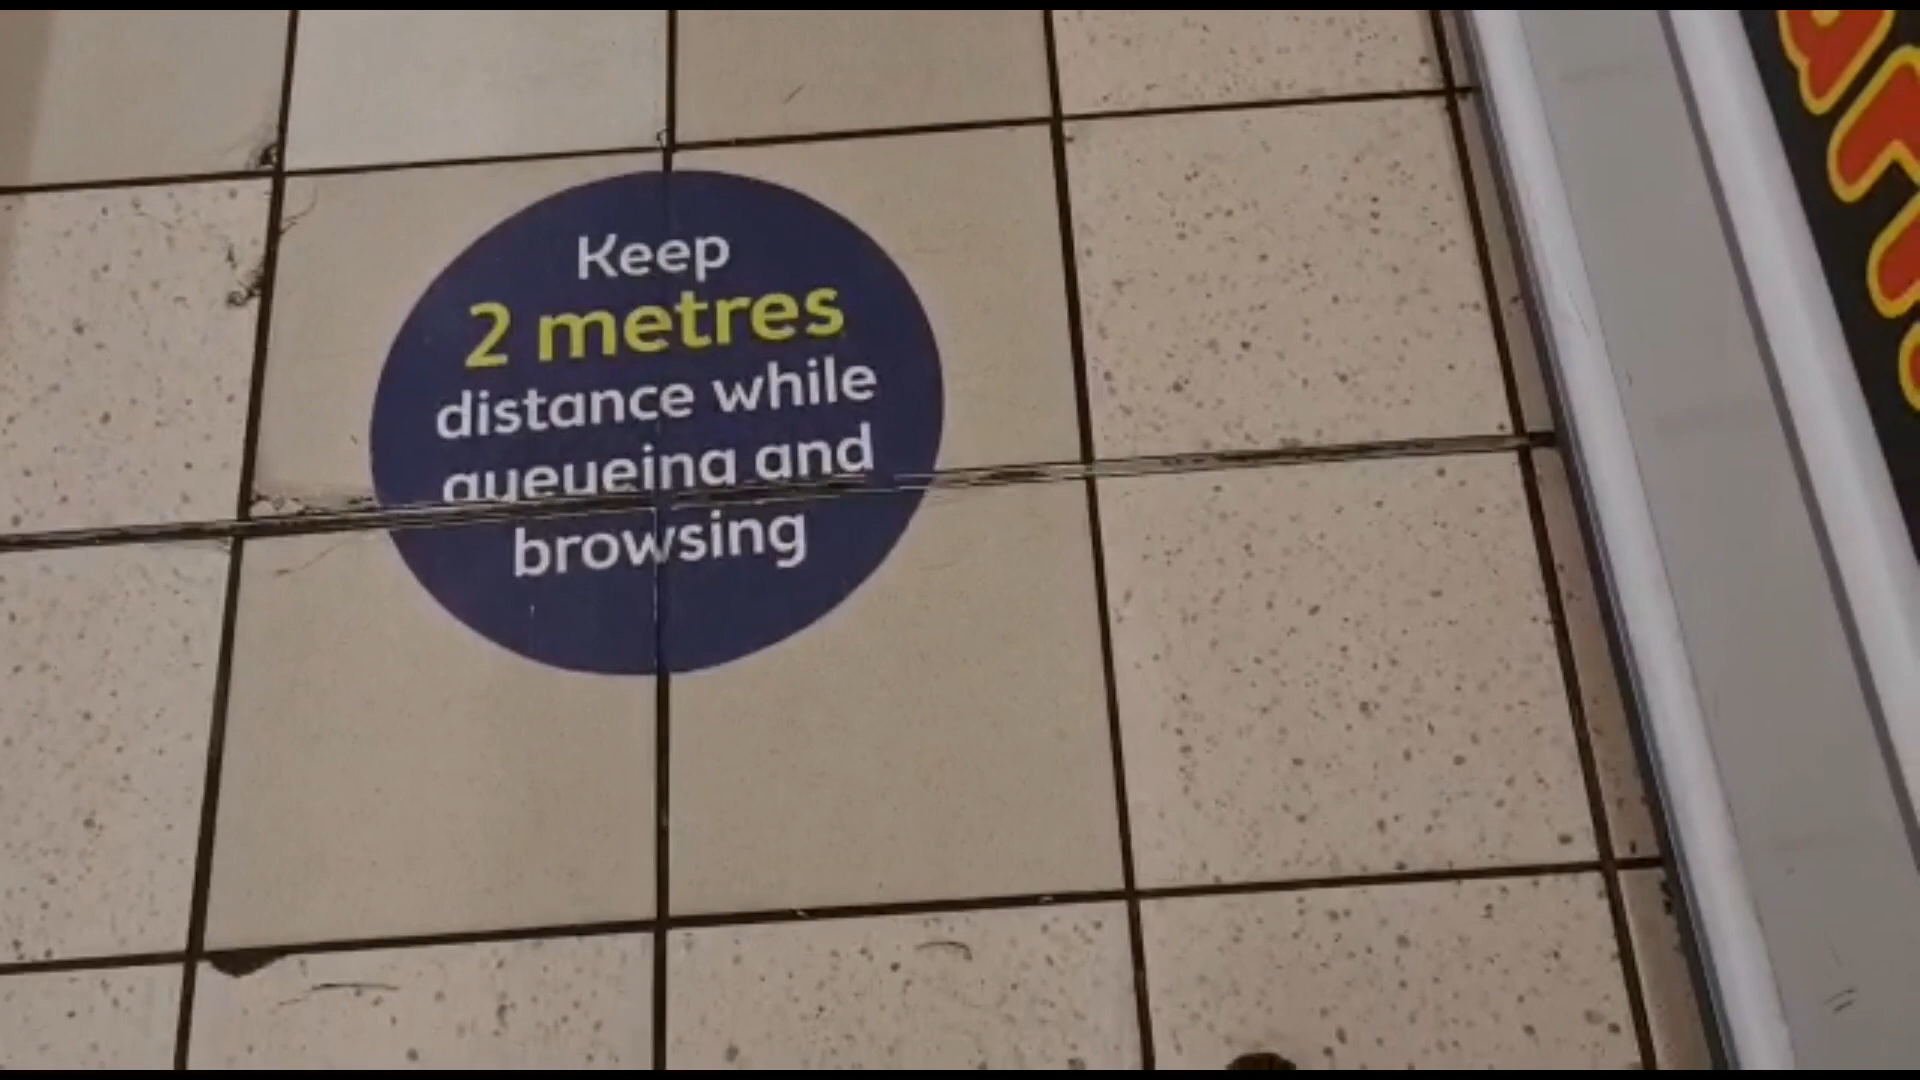 Keep
2 metres
distance while
queueing and
browsing